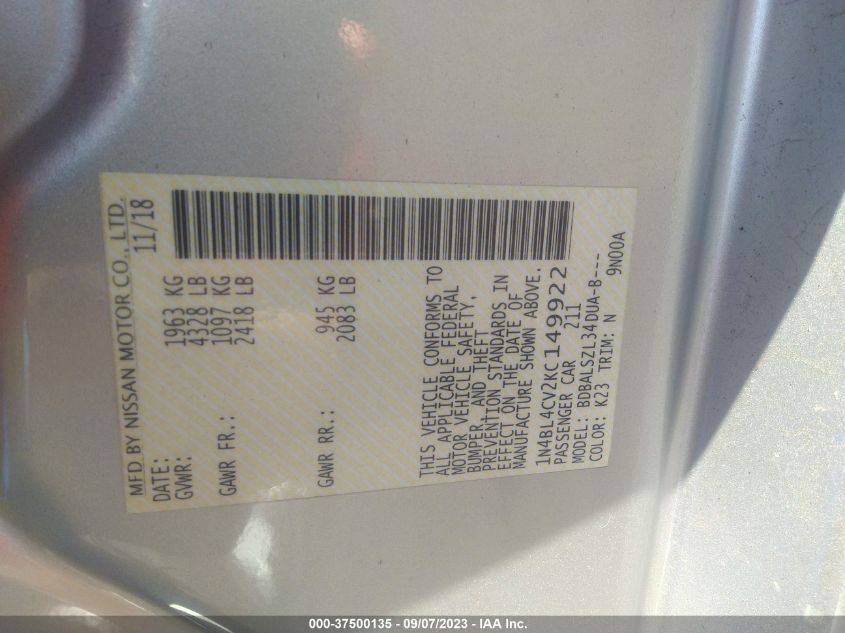 MFD BY NISSAN MOTOR CO., LTD.
DATE: 11/18
GVWR: 1963 KG
4328 LB
GAWR FR.: 1097 KG
2418 LB
GAWR RR.: 945 KG
2083 LB
THIS VEHICLE CONFORMS TO
ALL APPLICABLE FEDERAL
MOTOR VEHICLE SAFETY,
BUMPER, AND THEFT
PREVENTION STANDARDS IN
EFFECT ON THE DATE OF
MANUFACTURE SHOWN ABOVE.
1N4BL4CV2KC149922
PASSENGER CAR 211
MODEL: BDBALSZL34DUA-B---
COLOR: K23 TRIM: N 9N00A
000-37500135 - 09/07/2023 - IAA Inc.